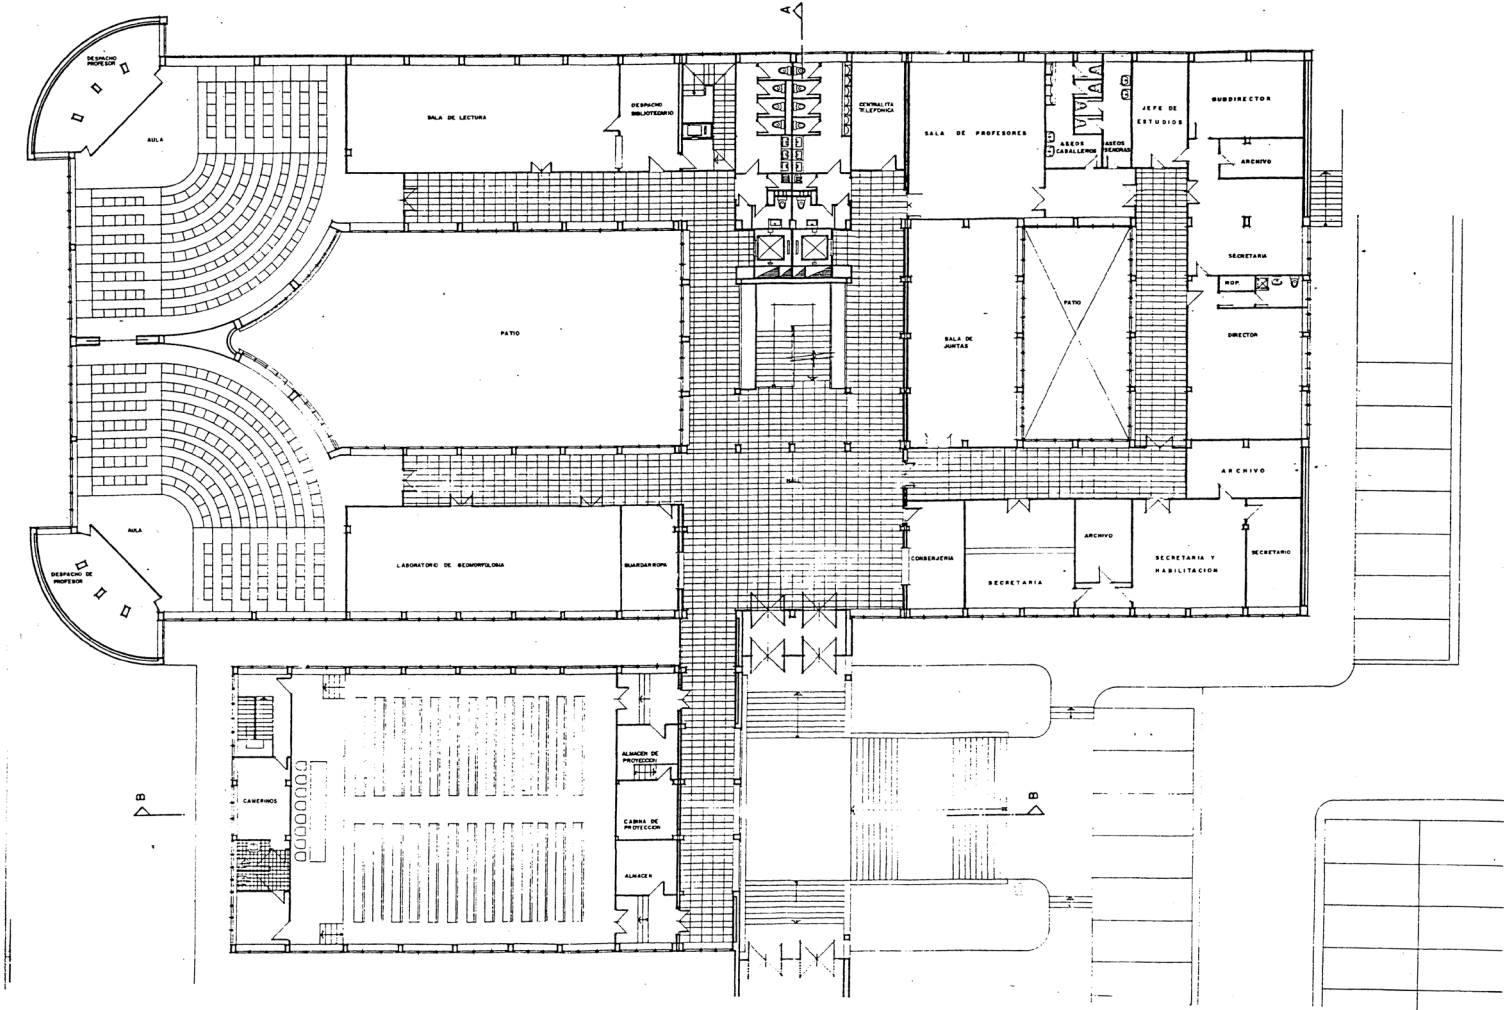 A
DESPACHO
PROFESOR
AULA
SALA DE LECTURA
DESPACHO
BIBLIOTECARIO
CENTRALITA
TELEFONICA
SALA DE PROFESORES
ASEOS
CABALLEROS
ASEOS
SEÑORAS
JEFE DE
ESTUDIOS
SUBDIRECTOR
ARCHIVO
SECRETARIA
ROP.
PATIO
SALA DE
JUNTAS
PATIO
DIRECTOR
HALL
ARCHIVO
AULA
DESPACHO DE
PROFESOR
LABORATORIO DE GEOMORFOLOGIA
GUARDARROPA
CONSERJERIA
SECRETARIA
ARCHIVO
SECRETARIA Y
HABILITACION
SECRETARIO
ALMACEN DE
PROYECCION
CAMERINOS
CABINA DE
PROYECCION
ALMACEN
B
B